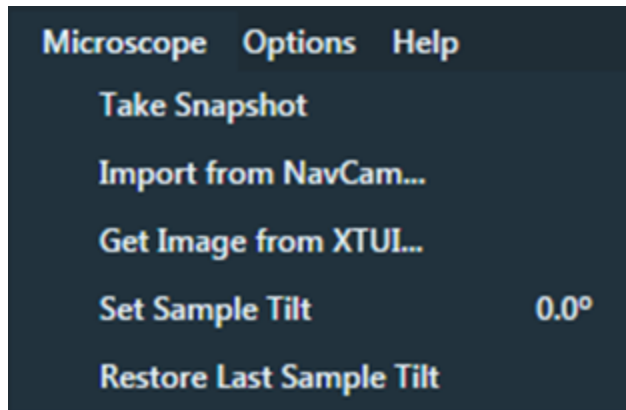 Microscope Options Help
Take Snapshot
Import from NavCam...
Get Image from XTUI...
Set Sample Tilt 0.0º
Restore Last Sample Tilt